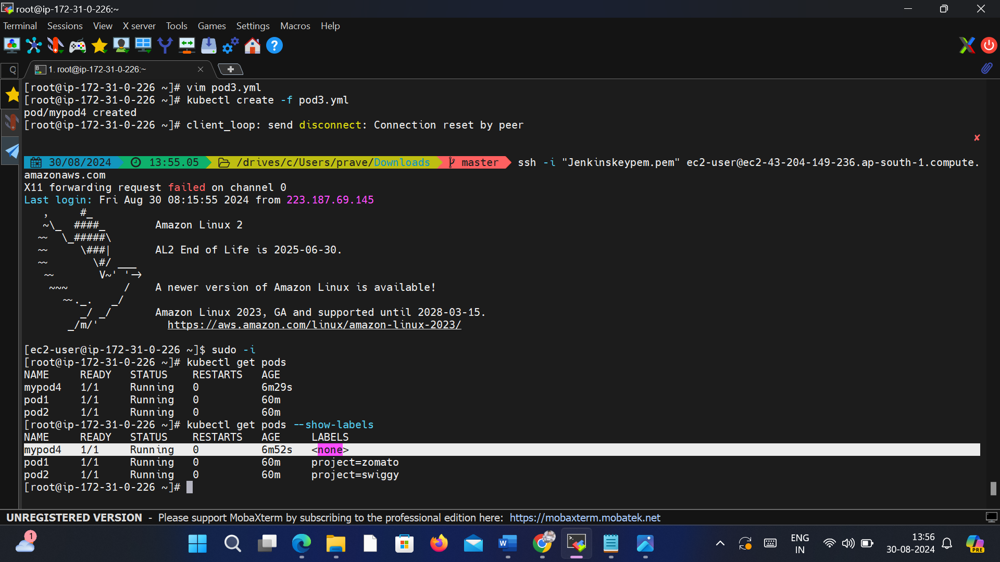 root@ip-172-31-0-226:~
Terminal Sessions View X server Tools Games Settings Macros Help
1. root@ip-172-31-0-226:~
[root@ip-172-31-0-226 ~]# vim pod3.yml
[root@ip-172-31-0-226 ~]# kubectl create -f pod3.yml
pod/mypod4 created
[root@ip-172-31-0-226 ~]# client_loop: send disconnect: Connection reset by peer
30/08/2024 13:55.05 /drives/c/Users/prave/Downloads master ssh -i "Jenkinskeypem.pem" ec2-user@ec2-43-204-149-236.ap-south-1.compute.
amazonaws.com
X11 forwarding request failed on channel 0
Last login: Fri Aug 30 08:15:55 2024 from 223.187.69.145
   ,     #_
   ~\_  ####_        Amazon Linux 2
  ~~  \_#####\
  ~~     \###|       AL2 End of Life is 2025-06-30.
  ~~       \#/ ___
   ~~       V~' '->
    ~~~         /    A newer version of Amazon Linux is available!
      ~~._.   _/
         _/ _/       Amazon Linux 2023, GA and supported until 2028-03-15.
       _/m/'           https://aws.amazon.com/linux/amazon-linux-2023/
[ec2-user@ip-172-31-0-226 ~]$ sudo -i
[root@ip-172-31-0-226 ~]# kubectl get pods
NAME     READY   STATUS    RESTARTS   AGE
mypod4   1/1     Running   0          6m29s
pod1     1/1     Running   0          60m
pod2     1/1     Running   0          60m
[root@ip-172-31-0-226 ~]# kubectl get pods --show-labels
NAME     READY   STATUS    RESTARTS   AGE     LABELS
mypod4   1/1     Running   0          6m52s   <none>
pod1     1/1     Running   0          60m     project=zomato
pod2     1/1     Running   0          60m     project=swiggy
[root@ip-172-31-0-226 ~]#
UNREGISTERED VERSION - Please support MobaXterm by subscribing to the professional edition here: https://mobaxterm.mobatek.net
1
W
PRE
ENG
IN
13:56
30-08-2024